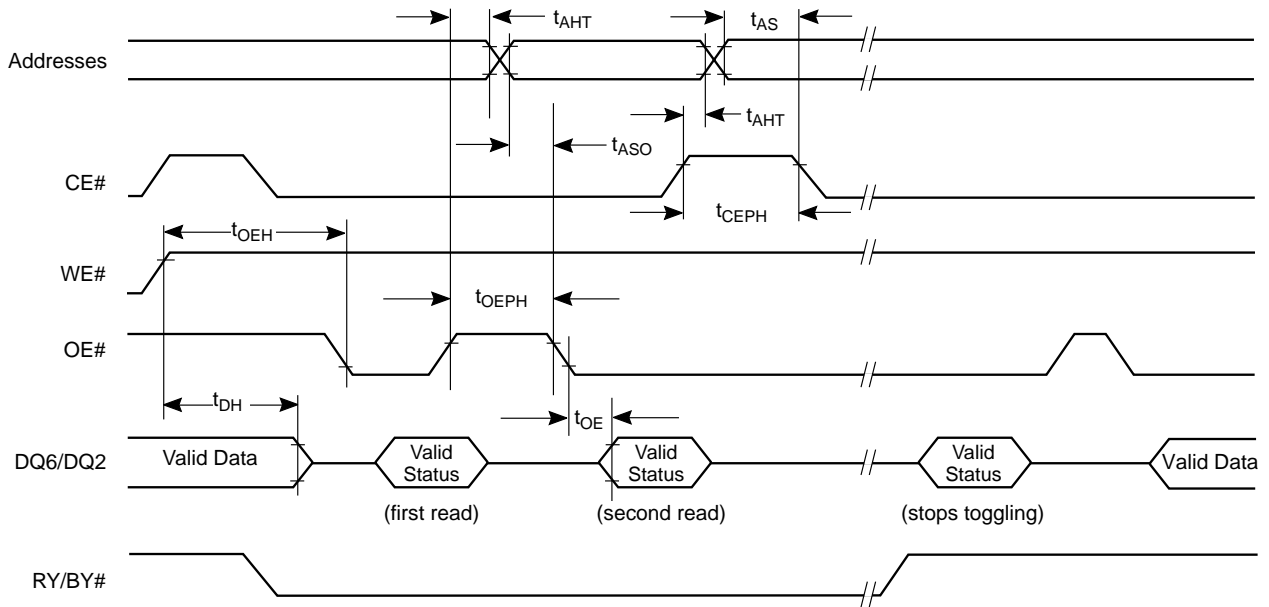 tAHT
tAS
Addresses
tAHT
tASO
CE#
tCEPH
tOEH
WE#
tOEPH
OE#
tDH
tOE
DQ6/DQ2
Valid Data
Valid
Status
Valid
Status
Valid
Status
Valid Data
(first read)
(second read)
(stops toggling)
RY/BY#